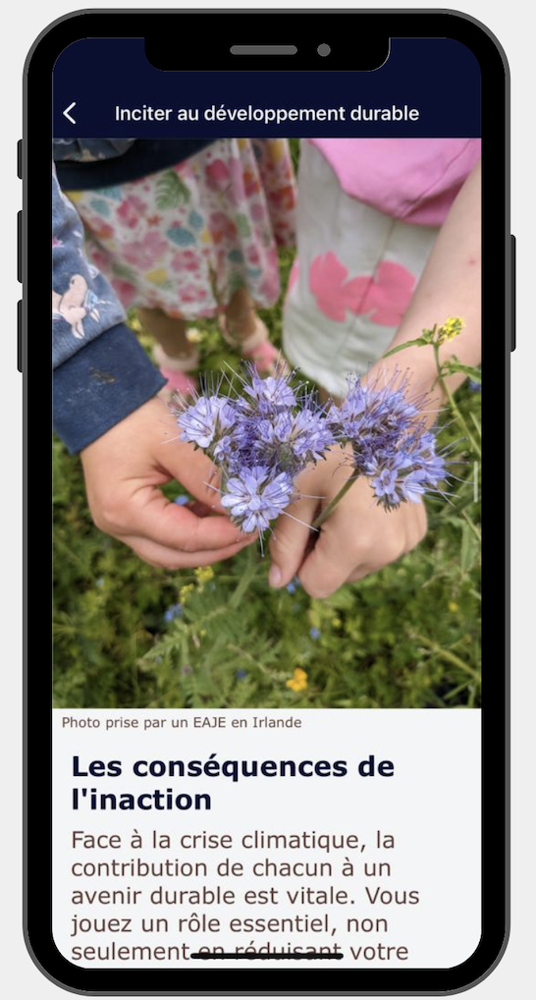 Inciter au développement durable
Photo prise par un EAJE en Irlande
Les conséquences de
l'inaction
Face à la crise climatique, la
contribution de chacun à un
avenir durable est vitale. Vous
jouez un rôle essentiel, non
seulement en réduisant votre